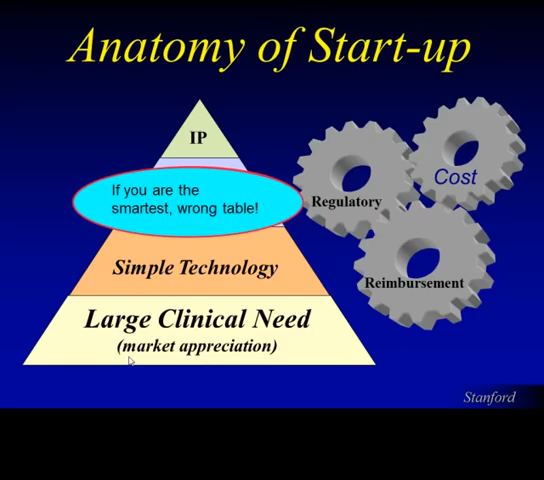 Anatomy of Start-up
IP
If you are the
smartest, wrong table!
Regulatory
Cost
Simple Technology
Reimbursement
Large Clinical Need
(market appreciation)
Stanford